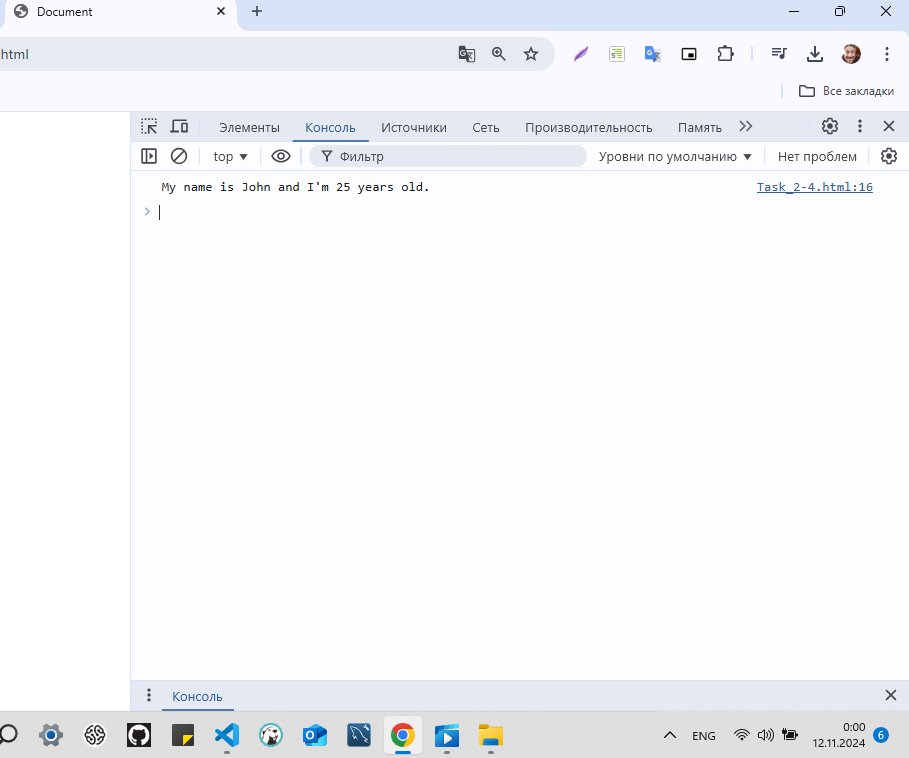 Document
html
Все закладки
Элементы Консоль Источники Сеть Производительность Память
top Фильтр Уровни по умолчанию Нет проблем
My name is John and I'm 25 years old. Task_2-4.html:16
Консоль
ENG 0:00 6
12.11.2024